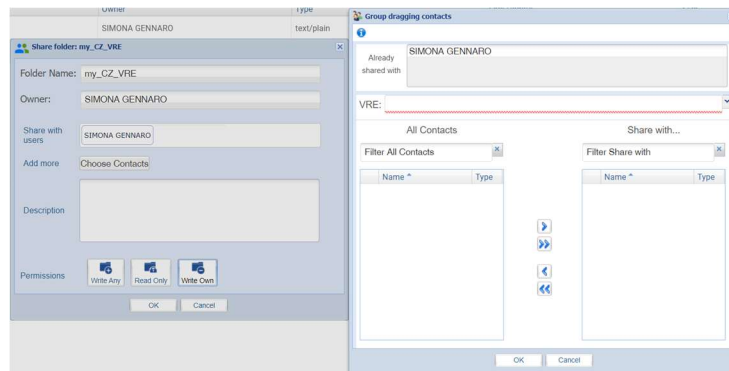 Owner
Type
SIMONA GENNARO
text/plain
Share folder: my_CZ_VRE
Folder Name:
my_CZ_VRE
Owner:
SIMONA GENNARO
Share with
users
SIMONA GENNARO
Add more
Choose Contacts
Description
Permissions
Write Any
Read Only
Write Own
OK
Cancel
Group dragging contacts
Already
shared with
SIMONA GENNARO
VRE:
All Contacts
Share with...
Filter All Contacts
Filter Share with
Name
Type
Name
Type
OK
Cancel